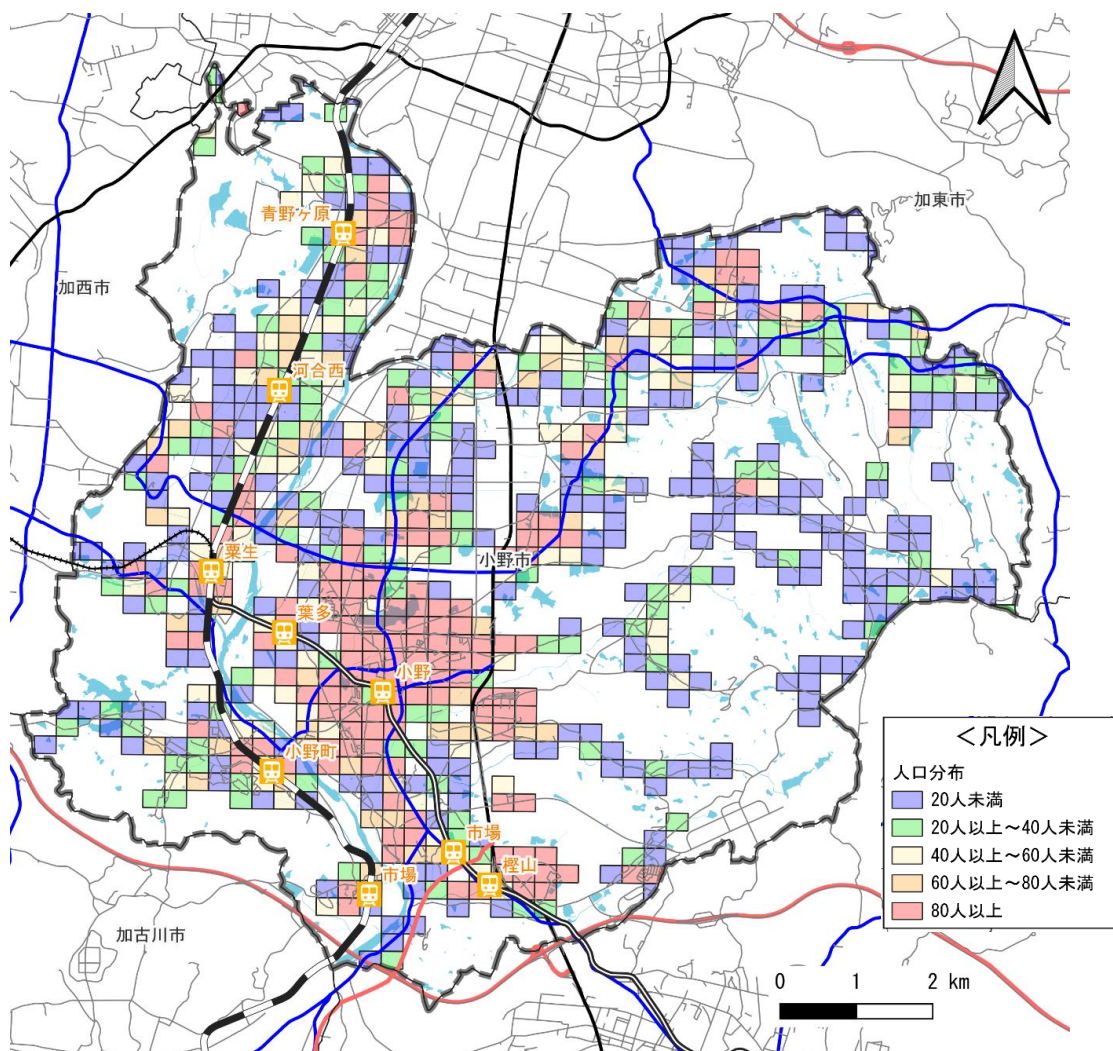 加東市
青野ヶ原
加西市
河合西
粟生
小野市
葉多
小野
小野町
市場
市場
樫山
加古川市
＜凡例＞
人口分布
20人未満
20人以上～40人未満
40人以上～60人未満
60人以上～80人未満
80人以上
0 1 2 km